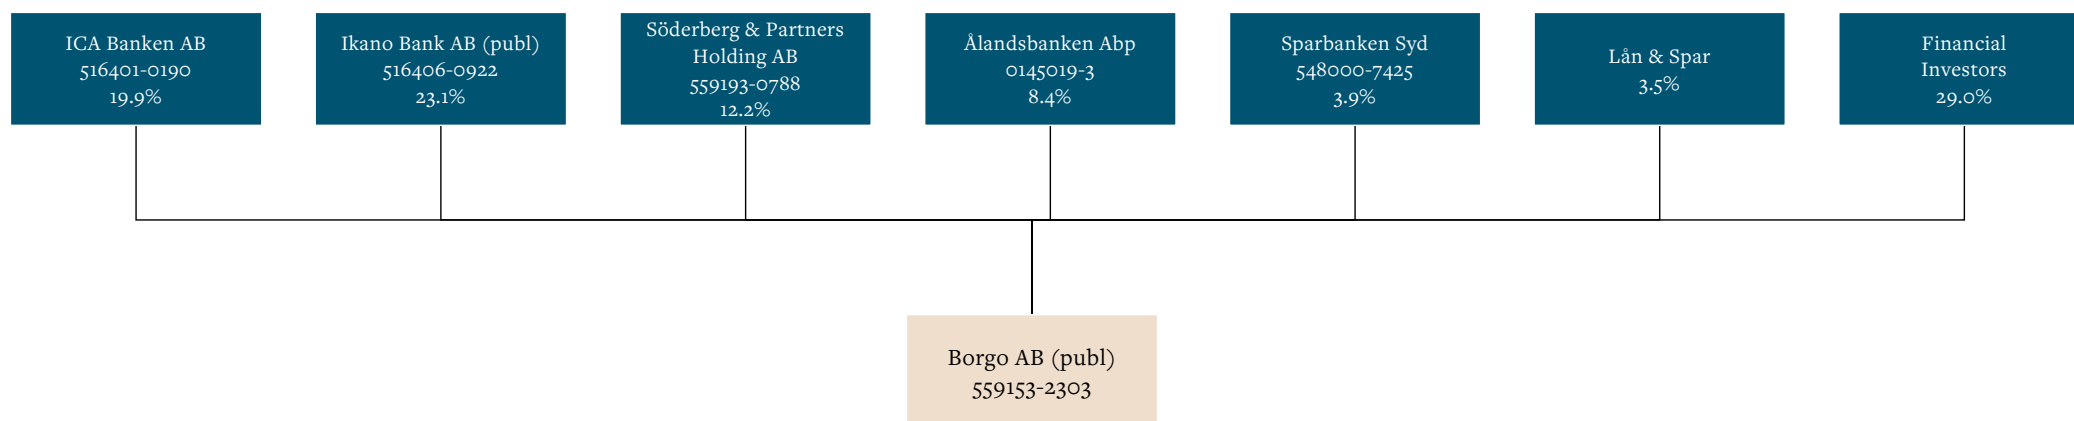 ICA Banken AB
516401-0190
19.9%
Ikano Bank AB (publ)
516406-0922
23.1%
Söderberg & Partners
Holding AB
559193-0788
12.2%
Ålandsbanken Abp
0145019-3
8.4%
Sparbanken Syd
548000-7425
3.9%
Lån & Spar
3.5%
Financial
Investors
29.0%
Borgo AB (publ)
559153-2303